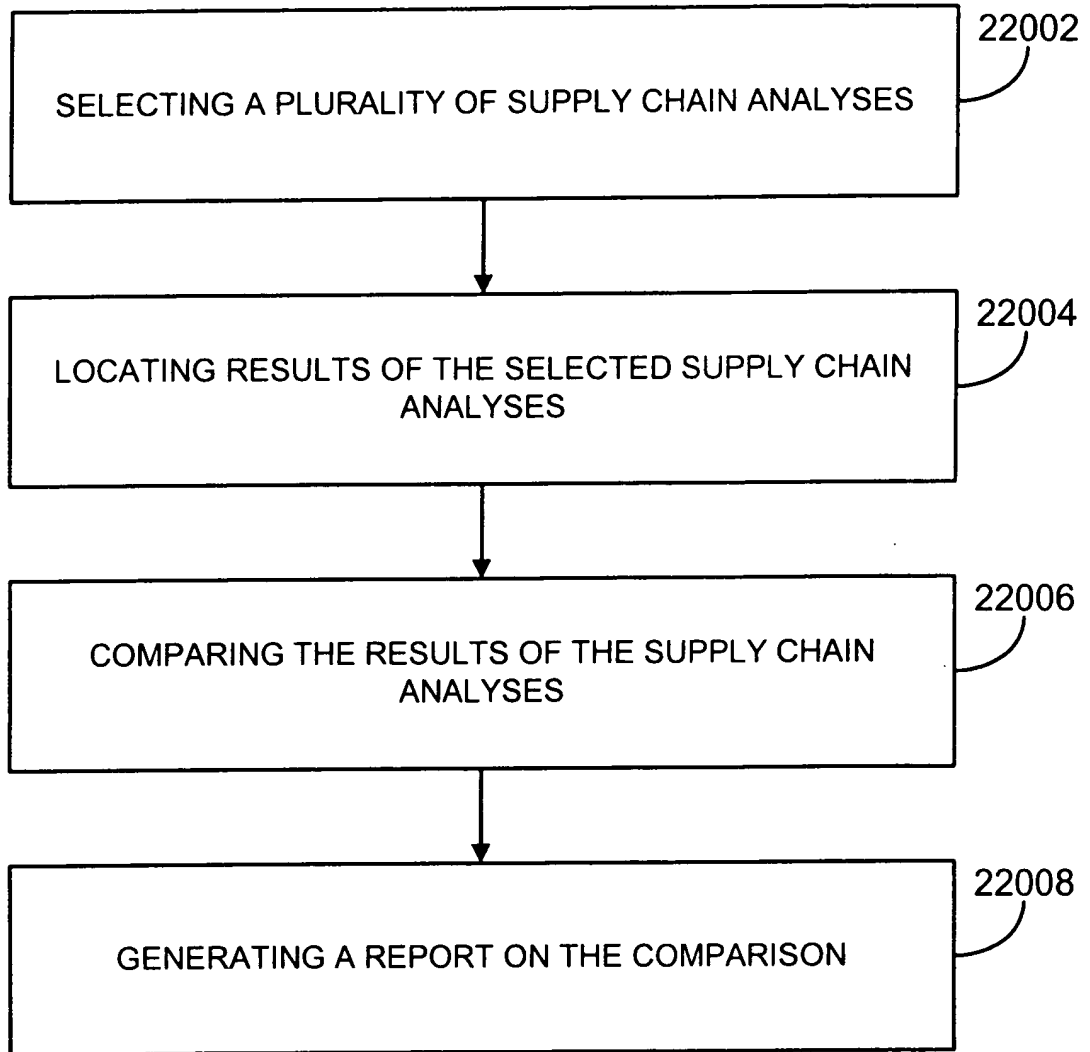 22002
SELECTING A PLURALITY OF SUPPLY CHAIN ANALYSES
22004
LOCATING RESULTS OF THE SELECTED SUPPLY CHAIN
ANALYSES
22006
COMPARING THE RESULTS OF THE SUPPLY CHAIN
ANALYSES
22008
GENERATING A REPORT ON THE COMPARISON